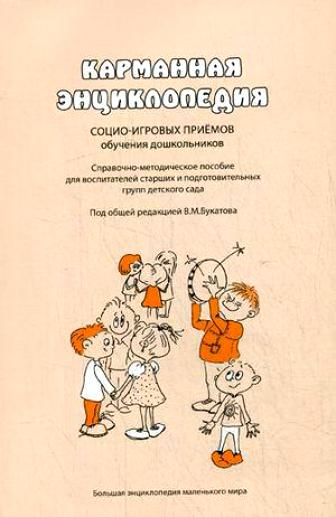 КАРМАННАЯ
ЭНЦИКЛОПЕДИЯ
СОЦИО-ИГРОВЫХ ПРИЁМОВ
обучения дошкольников
Справочно-методическое пособие
для воспитателей старших и подготовительных
групп детского сада
Под общей редакцией В.М.Букатова
Большая энциклопедия маленького мира